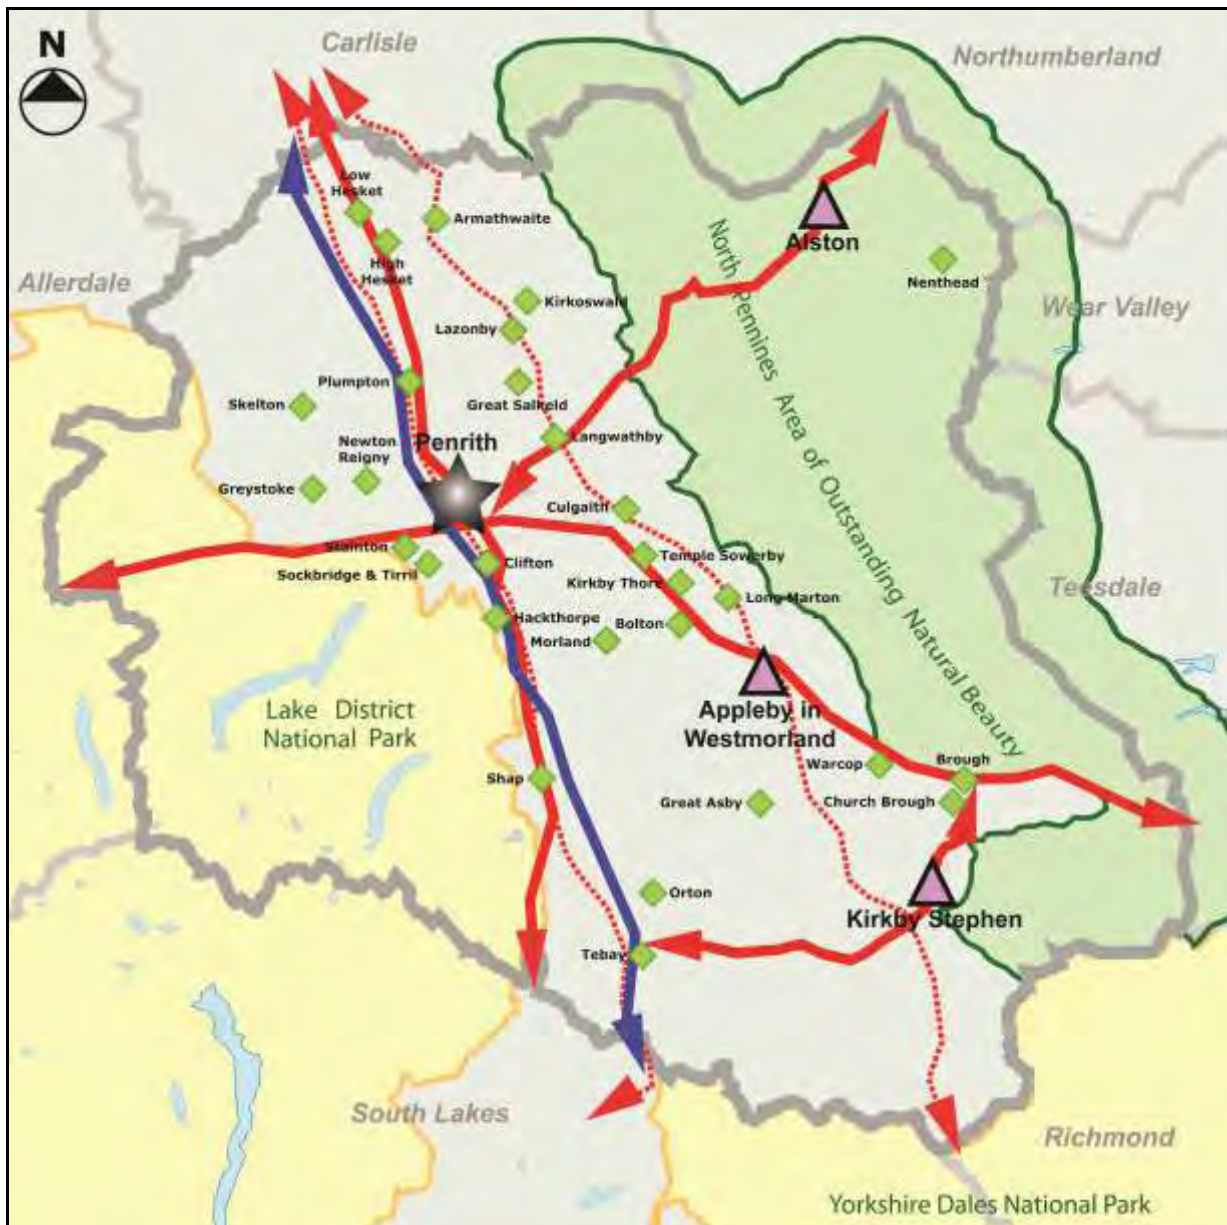 N
Carlisle
Northumberland
Low
Hesket
Armathwaite
Alston
High
Hesket
Allerdale
Nenthead
Kirkoswald
Wear Valley
Lazonby
North Pennines Area of Outstanding Natural Beauty
Plumpton
Skelton
Great Salkeld
Newton
Reigny
Penrith
Langwathby
Greystoke
Culgaith
Stainton
Sockbridge & Tirril
Clifton
Temple Sowerby
Kirkby Thore
Long Marton
Teesdale
Hackthorpe
Bolton
Morland
Lake District
National Park
Appleby in
Westmorland
Warcop
Brough
Shap
Great Asby
Church Brough
Orton
Kirkby Stephen
Tebay
South Lakes
Richmond
Yorkshire Dales National Park